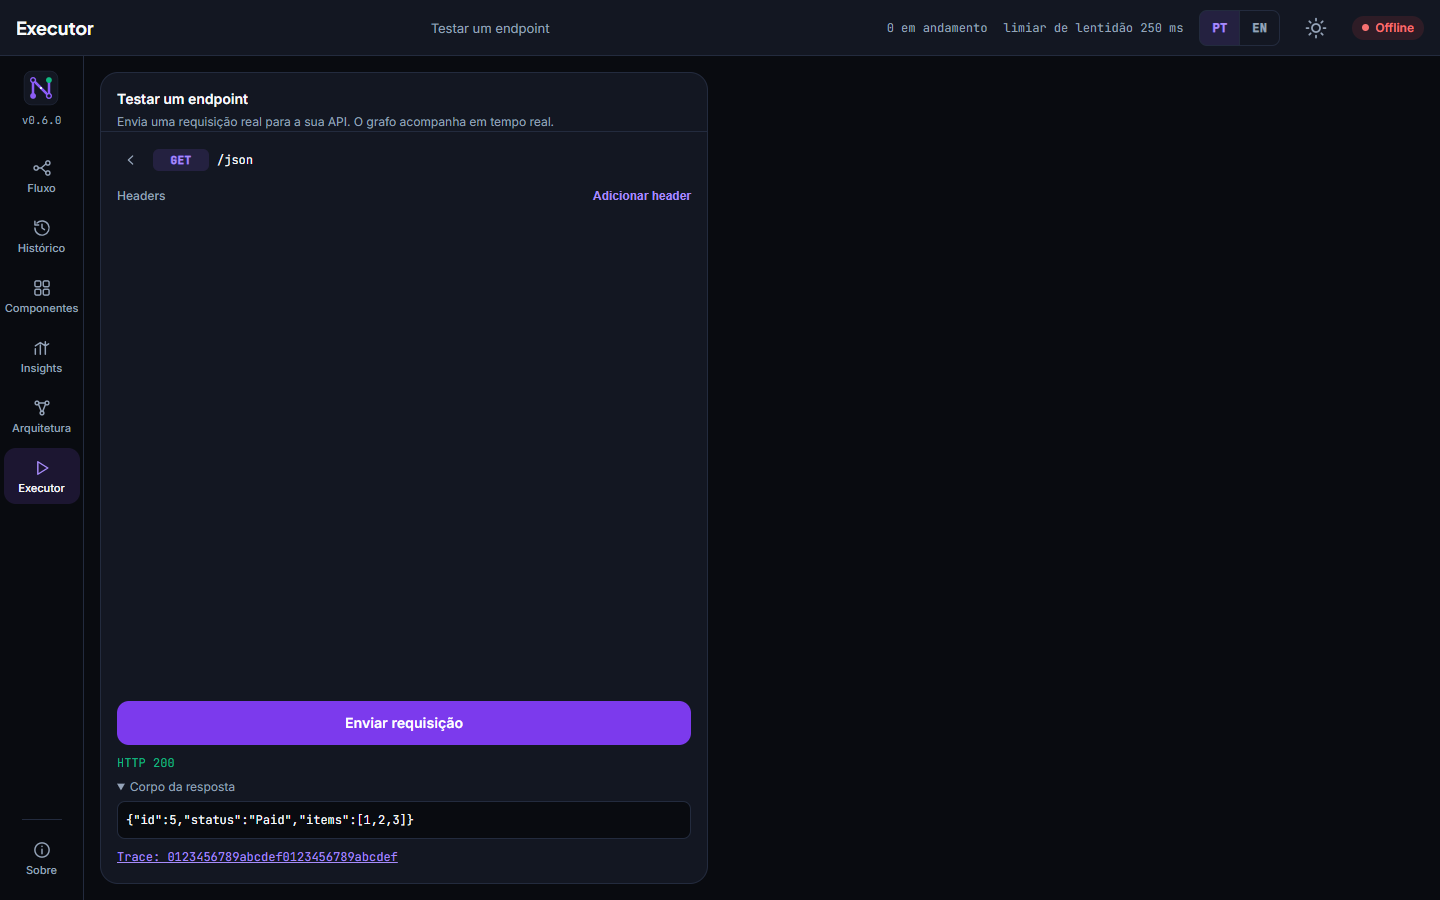 Executor
Testar um endpoint
0 em andamento
limiar de lentidão 250 ms
PT
EN
Offline
v0.6.0
Fluxo
Histórico
Componentes
Insights
Arquitetura
Executor
Sobre
Testar um endpoint
Envia uma requisição real para a sua API. O grafo acompanha em tempo real.
GET /json
Headers
Adicionar header
Enviar requisição
HTTP 200
Corpo da resposta
{"id":5,"status":"Paid","items":[1,2,3]}
Trace: 0123456789abcdef0123456789abcdef